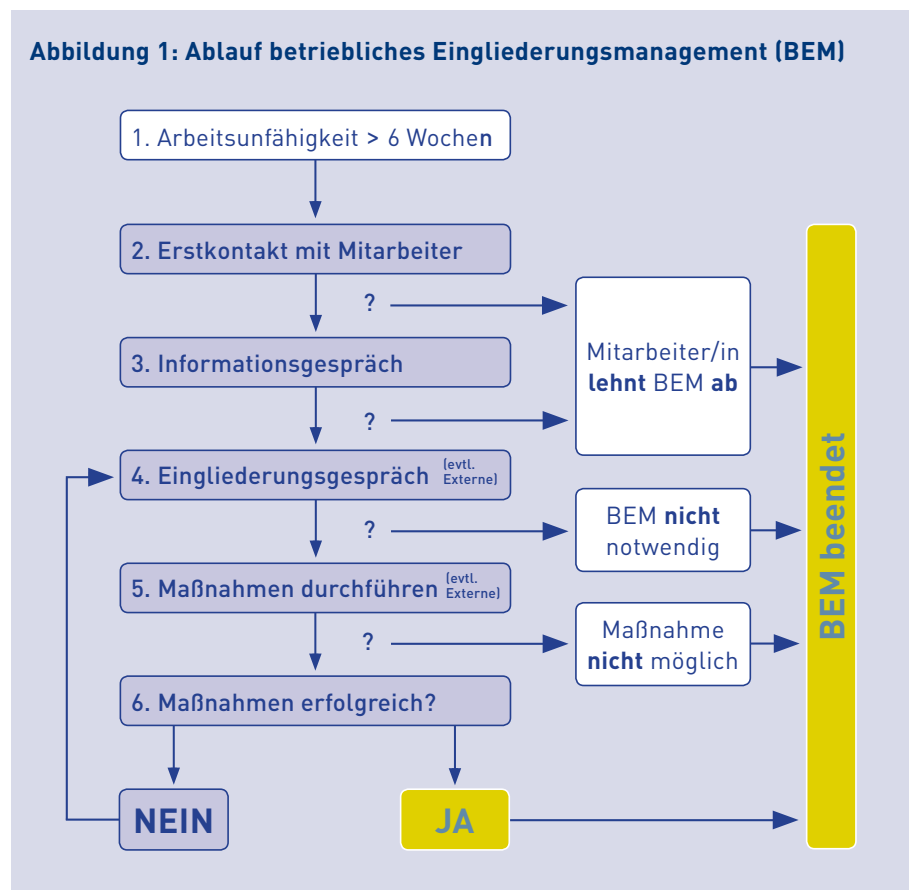 Abbildung 1: Ablauf betriebliches Eingliederungsmanagement (BEM)
1. Arbeitsunfähigkeit > 6 Wochen
2. Erstkontakt mit Mitarbeiter
?
Mitarbeiter/in
lehnt BEM ab
3. Informationsgespräch
?
4. Eingliederungsgespräch (evtl.
Externe)
?
BEM nicht
notwendig
5. Maßnahmen durchführen (evtl.
Externe)
?
Maßnahme
nicht möglich
6. Maßnahmen erfolgreich?
NEIN
JA
BEM beendet